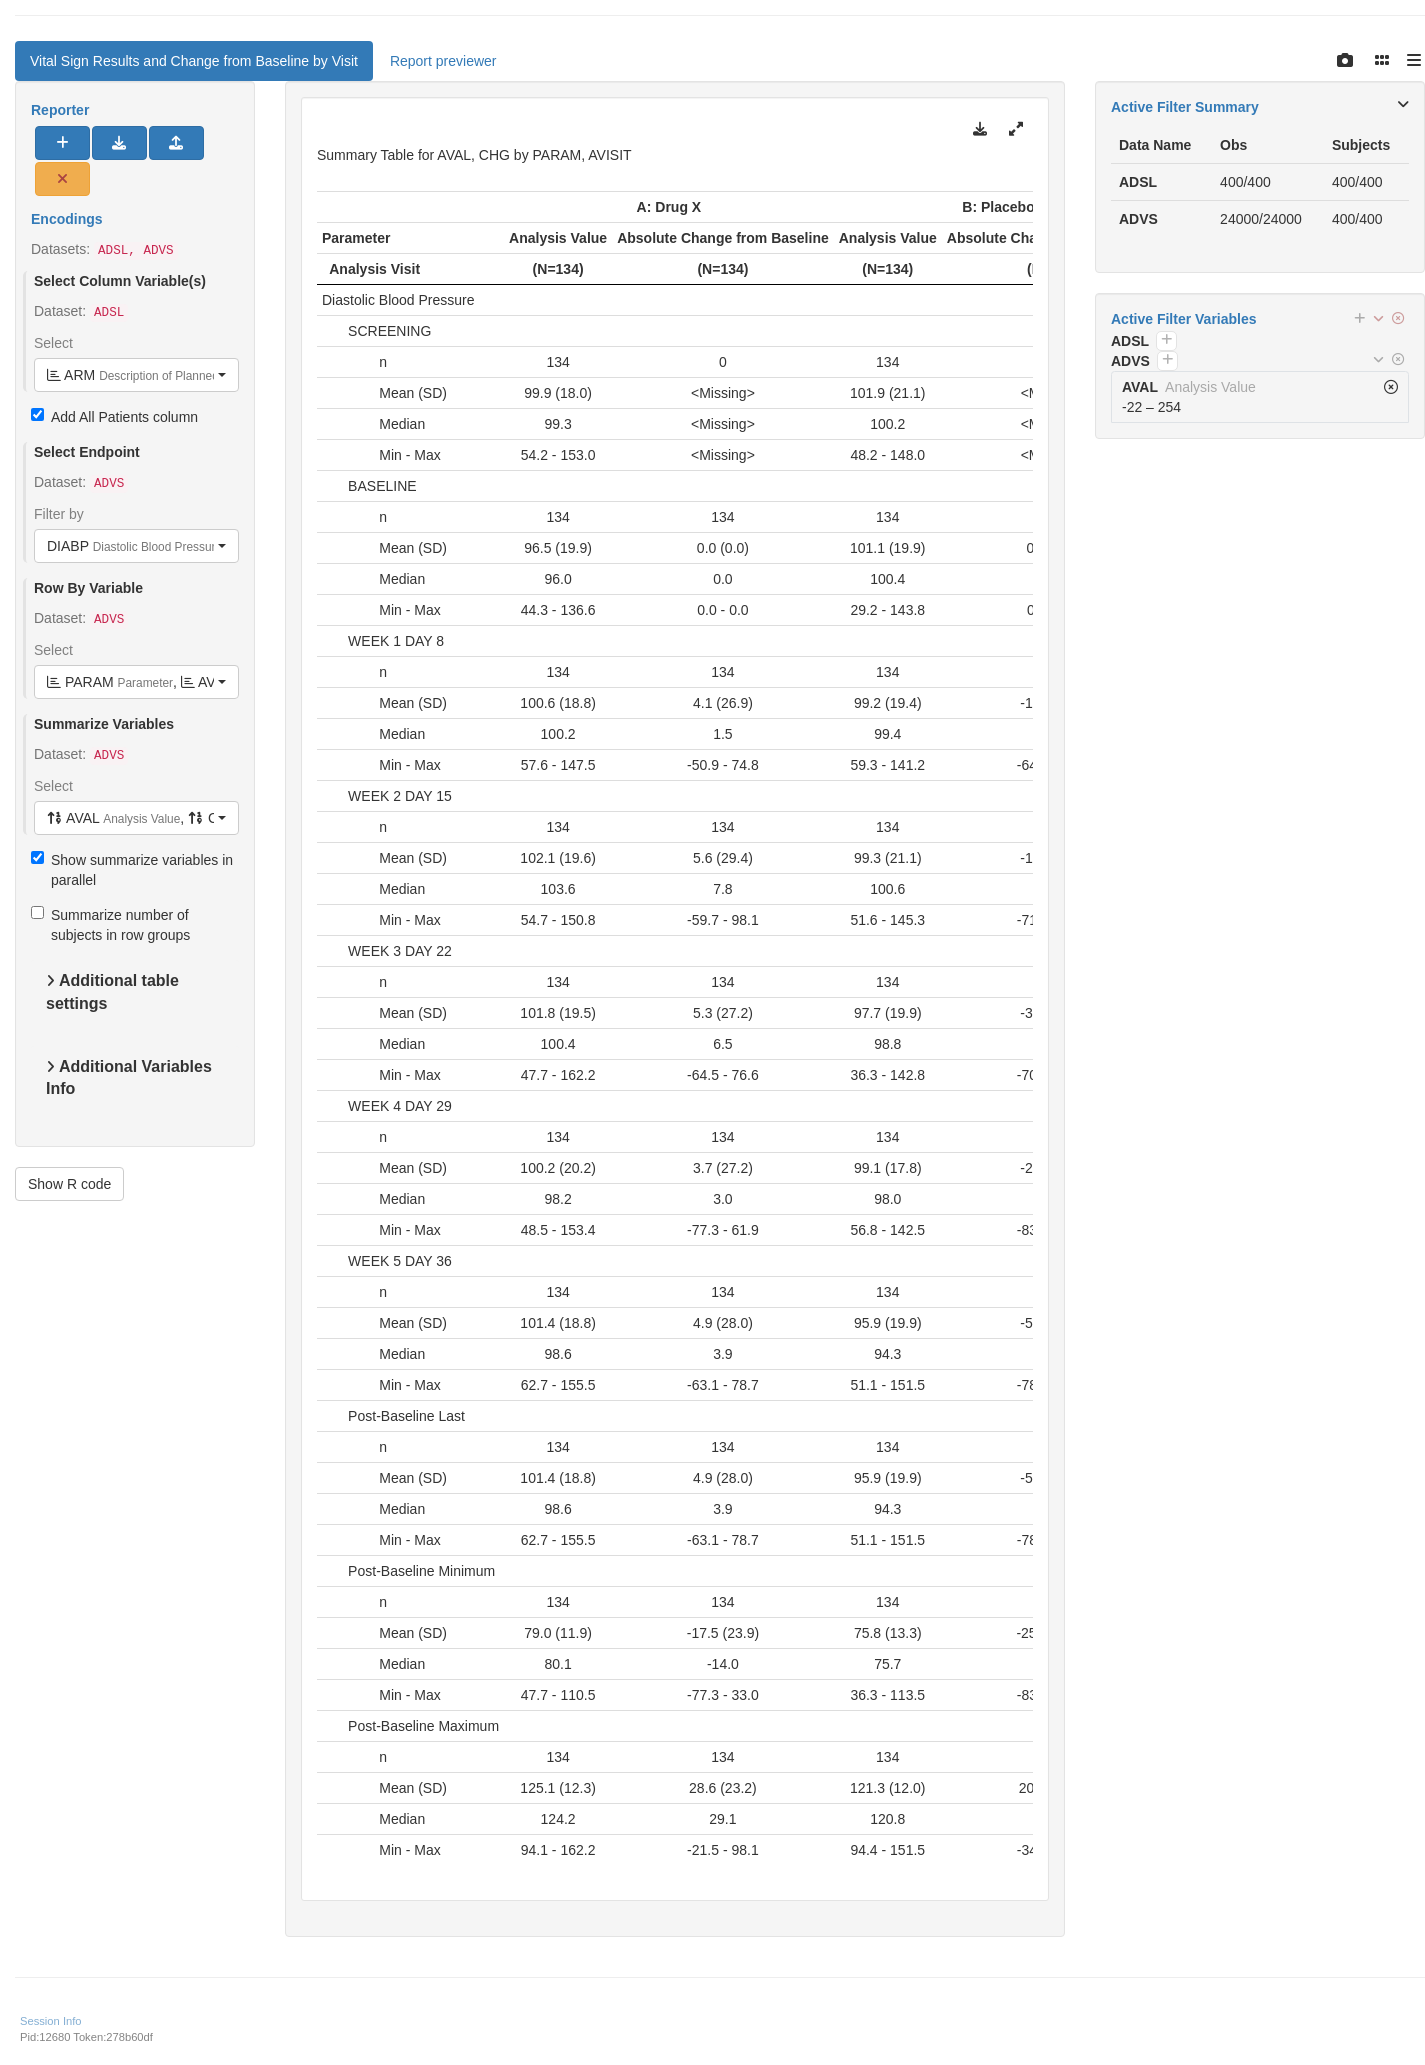 Vital Sign Results and Change from Baseline by Visit Report previewer
Reporter
Encodings
Datasets: ADSL, ADVS
Select Column Variable(s)
Dataset: ADSL
Select
ARM Description of Planned
Add All Patients column
Select Endpoint
Dataset: ADVS
Filter by
DIABP Diastolic Blood Pressur
Row By Variable
Dataset: ADVS
Select
PARAM Parameter, AV
Summarize Variables
Dataset: ADVS
Select
AVAL Analysis Value, C
Show summarize variables in
parallel
Summarize number of
subjects in row groups
Additional table
settings
Additional Variables
Info
Show R code
Summary Table for AVAL, CHG by PARAM, AVISIT
A: Drug X B: Placebo
Parameter Analysis Value Absolute Change from Baseline Analysis Value Absolute Cha
Analysis Visit (N=134) (N=134) (N=134) (
Diastolic Blood Pressure
SCREENING
n 134 0 134
Mean (SD) 99.9 (18.0) <Missing> 101.9 (21.1) <M
Median 99.3 <Missing> 100.2 <M
Min - Max 54.2 - 153.0 <Missing> 48.2 - 148.0 <M
BASELINE
n 134 134 134
Mean (SD) 96.5 (19.9) 0.0 (0.0) 101.1 (19.9) 0
Median 96.0 0.0 100.4
Min - Max 44.3 - 136.6 0.0 - 0.0 29.2 - 143.8 0
WEEK 1 DAY 8
n 134 134 134
Mean (SD) 100.6 (18.8) 4.1 (26.9) 99.2 (19.4) -1
Median 100.2 1.5 99.4
Min - Max 57.6 - 147.5 -50.9 - 74.8 59.3 - 141.2 -64
WEEK 2 DAY 15
n 134 134 134
Mean (SD) 102.1 (19.6) 5.6 (29.4) 99.3 (21.1) -1
Median 103.6 7.8 100.6
Min - Max 54.7 - 150.8 -59.7 - 98.1 51.6 - 145.3 -71
WEEK 3 DAY 22
n 134 134 134
Mean (SD) 101.8 (19.5) 5.3 (27.2) 97.7 (19.9) -3
Median 100.4 6.5 98.8
Min - Max 47.7 - 162.2 -64.5 - 76.6 36.3 - 142.8 -70
WEEK 4 DAY 29
n 134 134 134
Mean (SD) 100.2 (20.2) 3.7 (27.2) 99.1 (17.8) -2
Median 98.2 3.0 98.0
Min - Max 48.5 - 153.4 -77.3 - 61.9 56.8 - 142.5 -83
WEEK 5 DAY 36
n 134 134 134
Mean (SD) 101.4 (18.8) 4.9 (28.0) 95.9 (19.9) -5
Median 98.6 3.9 94.3
Min - Max 62.7 - 155.5 -63.1 - 78.7 51.1 - 151.5 -78
Post-Baseline Last
n 134 134 134
Mean (SD) 101.4 (18.8) 4.9 (28.0) 95.9 (19.9) -5
Median 98.6 3.9 94.3
Min - Max 62.7 - 155.5 -63.1 - 78.7 51.1 - 151.5 -78
Post-Baseline Minimum
n 134 134 134
Mean (SD) 79.0 (11.9) -17.5 (23.9) 75.8 (13.3) -25
Median 80.1 -14.0 75.7
Min - Max 47.7 - 110.5 -77.3 - 33.0 36.3 - 113.5 -83
Post-Baseline Maximum
n 134 134 134
Mean (SD) 125.1 (12.3) 28.6 (23.2) 121.3 (12.0) 20
Median 124.2 29.1 120.8
Min - Max 94.1 - 162.2 -21.5 - 98.1 94.4 - 151.5 -34
Active Filter Summary
Data Name Obs Subjects
ADSL 400/400 400/400
ADVS 24000/24000 400/400
Active Filter Variables
ADSL
ADVS
AVAL Analysis Value
-22 – 254
Session Info
Pid:12680 Token:278b60df